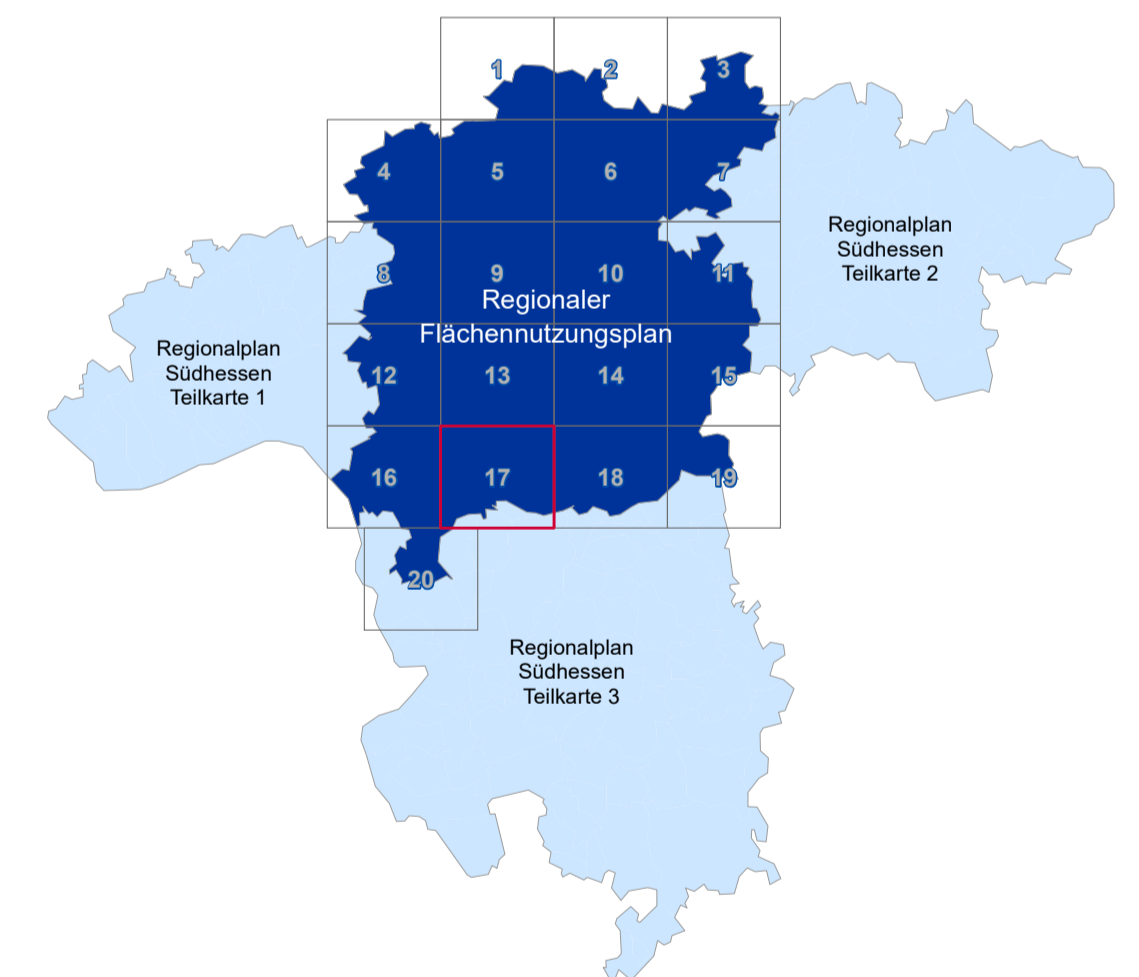 1
2
3
4
5
6
7
Regionalplan
Südhessen
Teilkarte 2
8
9
10
11
Regionaler
Flächennutzungsplan
Regionalplan
Südhessen
Teilkarte 1
12
13
14
15
16
17
18
19
20
Regionalplan
Südhessen
Teilkarte 3